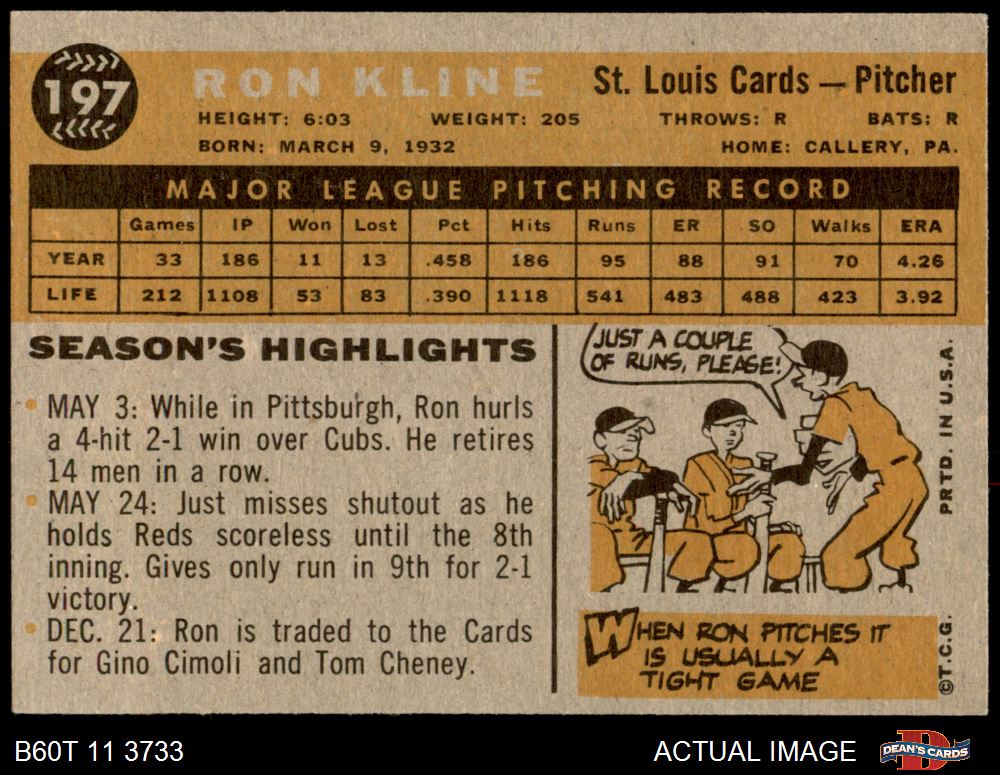 197
RON KLINE St. Louis Cards — Pitcher
HEIGHT: 6:03 WEIGHT: 205 THROWS: R BATS: R
BORN: MARCH 9, 1932 HOME: CALLERY, PA.
MAJOR LEAGUE PITCHING RECORD
Games IP Won Lost Pct Hits Runs ER SO Walks ERA
YEAR 33 186 11 13 .458 186 95 88 91 70 4.26
LIFE 212 1108 53 83 .390 1118 541 483 488 423 3.92
SEASON'S HIGHLIGHTS
• MAY 3: While in Pittsburgh, Ron hurls
a 4-hit 2-1 win over Cubs. He retires
14 men in a row.
• MAY 24: Just misses shutout as he
holds Reds scoreless until the 8th
inning. Gives only run in 9th for 2-1
victory.
• DEC. 21: Ron is traded to the Cards
for Gino Cimoli and Tom Cheney.
JUST A COUPLE
OF RUNS, PLEASE!
WHEN RON PITCHES IT
IS USUALLY A
TIGHT GAME
©T.C.G. PRTD. IN U.S.A.
B60T 11 3733 ACTUAL IMAGE DEAN'S CARDS